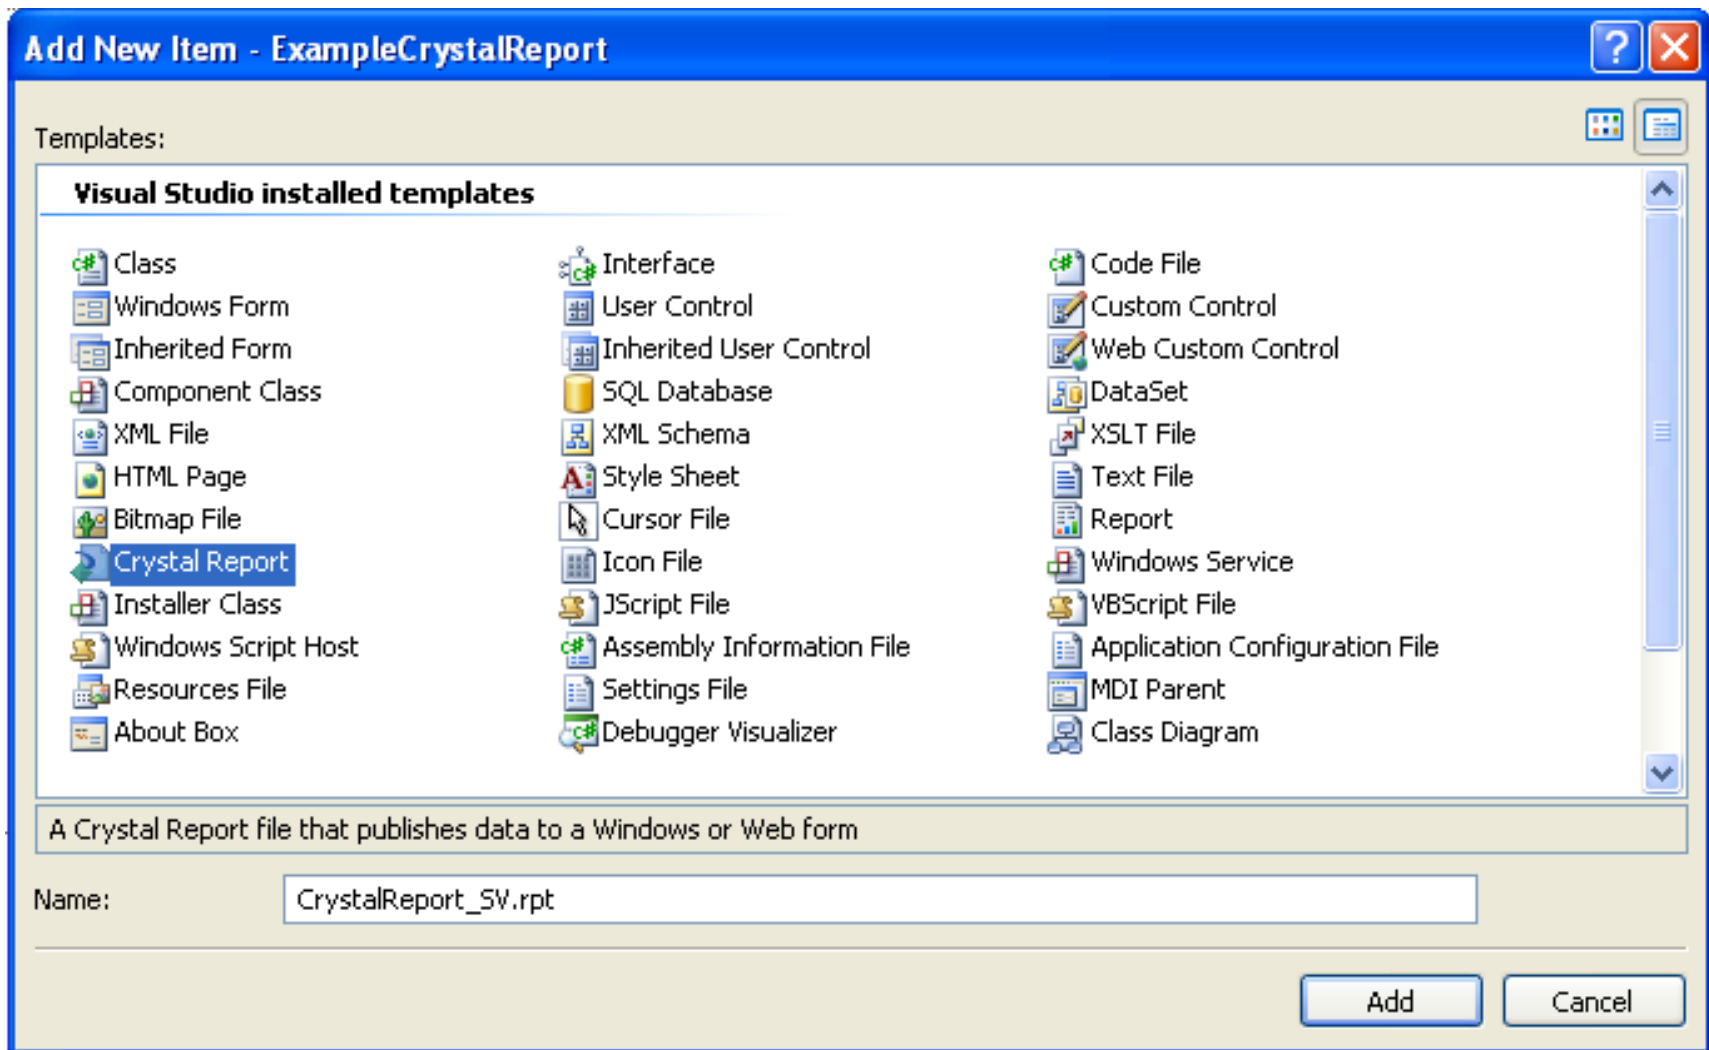 Add New Item - ExampleCrystalReport
Templates:
Visual Studio installed templates
Class Interface Code File
Windows Form User Control Custom Control
Inherited Form Inherited User Control Web Custom Control
Component Class SQL Database DataSet
XML File XML Schema XSLT File
HTML Page Style Sheet Text File
Bitmap File Cursor File Report
Crystal Report Icon File Windows Service
Installer Class JScript File VBScript File
Windows Script Host Assembly Information File Application Configuration File
Resources File Settings File MDI Parent
About Box Debugger Visualizer Class Diagram
A Crystal Report file that publishes data to a Windows or Web form
Name: CrystalReport_SV.rpt
Add Cancel